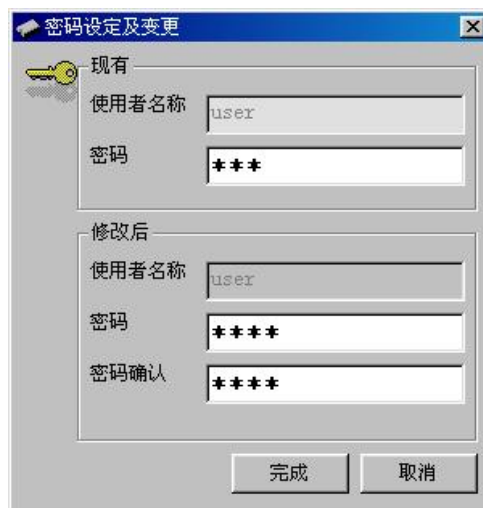 密码设定及变更
现有
使用者名称
user
密码
***
修改后
使用者名称
user
密码
****
密码确认
****
完成
取消